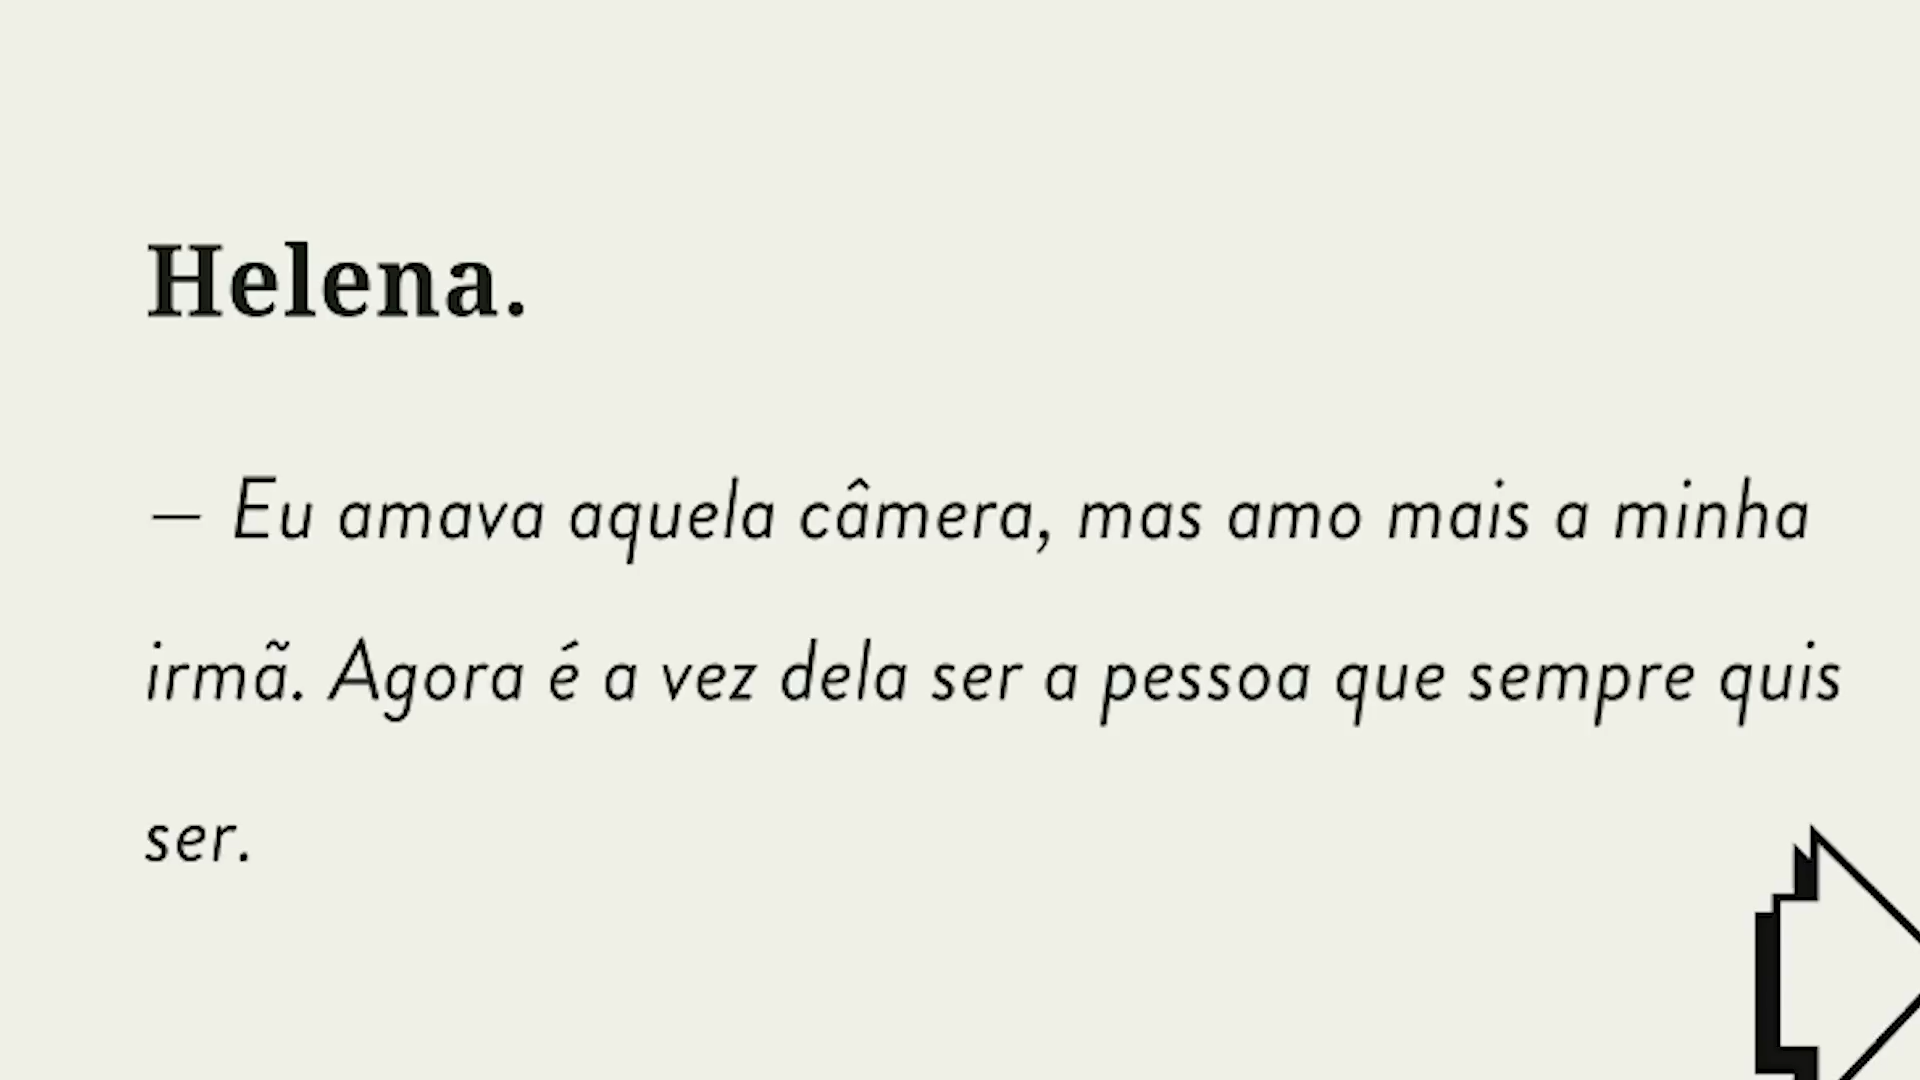 Helena.
– Eu amava aquela câmera, mas amo mais a minha
irmã. Agora é a vez dela ser a pessoa que sempre quis
ser.